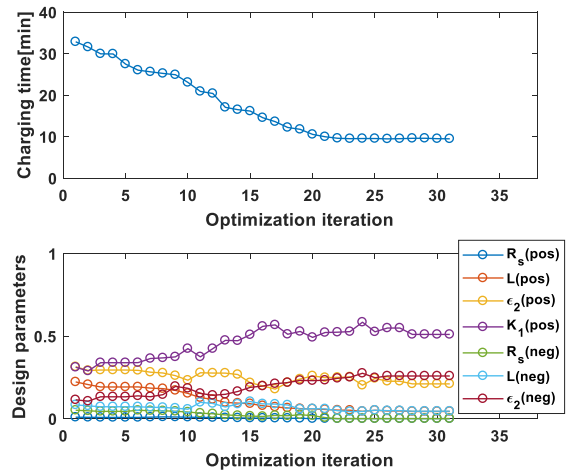 Charging time[min]
40
30
20
10
0
0 5 10 15 20 25 30 35
Optimization iteration
Design parameters
1
0.5
0
0 5 10 15 20 25 30 35
Optimization iteration
R_s(pos)
L(pos)
ϵ_2(pos)
K_1(pos)
R_s(neg)
L(neg)
ϵ_2(neg)